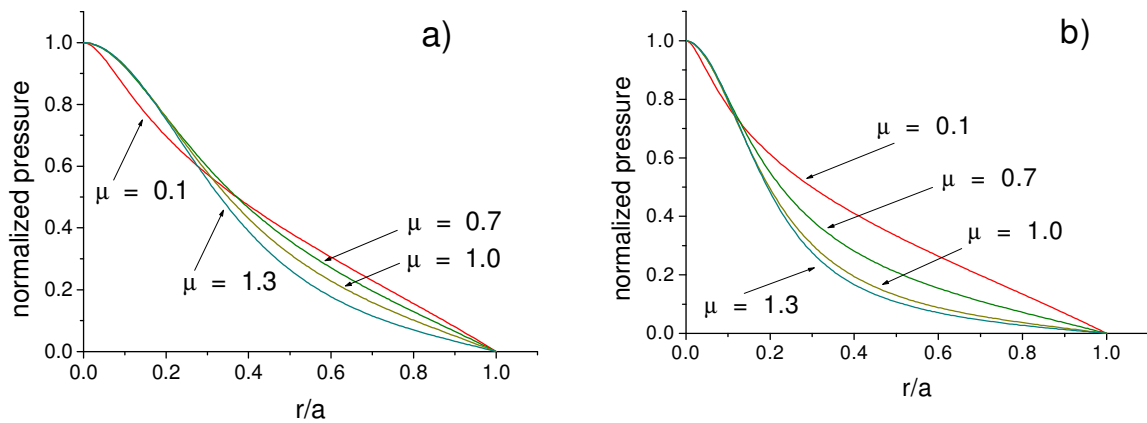 a)
normalized pressure
1.0
0.8
0.6
0.4
0.2
0.0
μ = 0.1
μ = 0.7
μ = 1.0
μ = 1.3
0.0 0.2 0.4 0.6 0.8 1.0
r/a
b)
normalized pressure
1.0
0.8
0.6
0.4
0.2
0.0
μ = 0.1
μ = 0.7
μ = 1.0
μ = 1.3
0.0 0.2 0.4 0.6 0.8 1.0
r/a